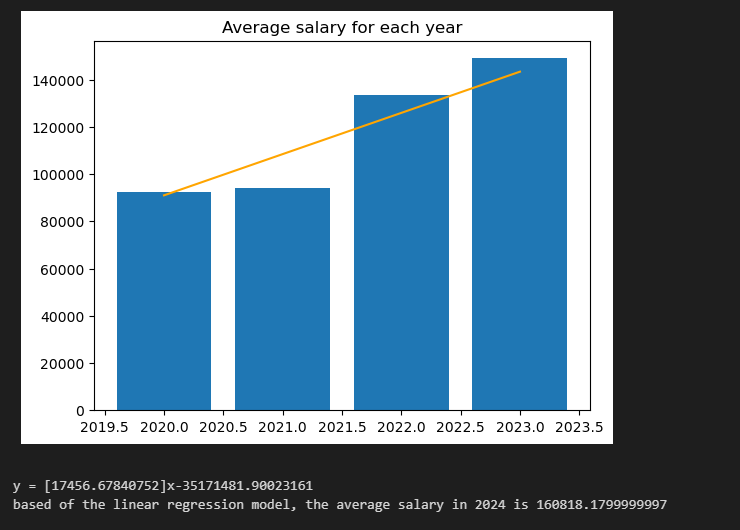 Average salary for each year
140000
120000
100000
80000
60000
40000
20000
0
2019.5 2020.0 2020.5 2021.0 2021.5 2022.0 2022.5 2023.0 2023.5
y = [17456.67840752]x-35171481.90023161
based of the linear regression model, the average salary in 2024 is 160818.1799999997